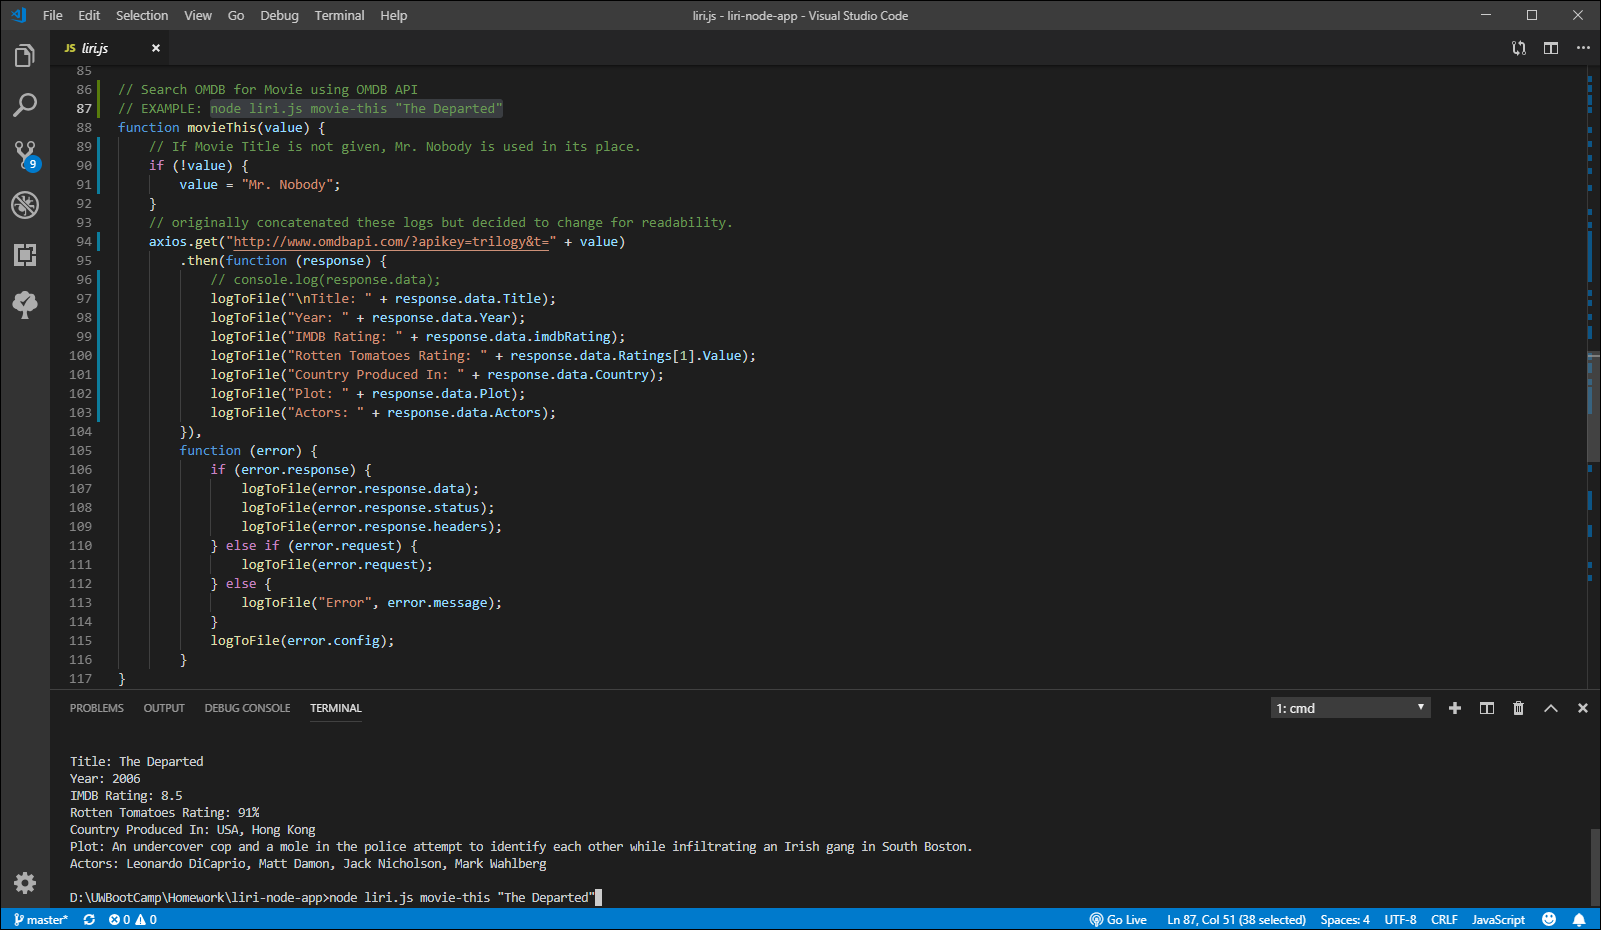 File Edit Selection View Go Debug Terminal Help liri.js - liri-node-app - Visual Studio Code
JS liri.js
85
86 // Search OMDB for Movie using OMDB API
87 // EXAMPLE: node liri.js movie-this "The Departed"
88 function movieThis(value) {
89 // If Movie Title is not given, Mr. Nobody is used in its place.
90 if (!value) {
91 value = "Mr. Nobody";
92 }
93 // originally concatenated these logs but decided to change for readability.
94 axios.get("http://www.omdbapi.com/?apikey=trilogy&t=" + value)
95 .then(function (response) {
96 // console.log(response.data);
97 logToFile("\nTitle: " + response.data.Title);
98 logToFile("Year: " + response.data.Year);
99 logToFile("IMDB Rating: " + response.data.imdbRating);
100 logToFile("Rotten Tomatoes Rating: " + response.data.Ratings[1].Value);
101 logToFile("Country Produced In: " + response.data.Country);
102 logToFile("Plot: " + response.data.Plot);
103 logToFile("Actors: " + response.data.Actors);
104 }),
105 function (error) {
106 if (error.response) {
107 logToFile(error.response.data);
108 logToFile(error.response.status);
109 logToFile(error.response.headers);
110 } else if (error.request) {
111 logToFile(error.request);
112 } else {
113 logToFile("Error", error.message);
114 }
115 logToFile(error.config);
116 }
117 }
9
PROBLEMS OUTPUT DEBUG CONSOLE TERMINAL 1: cmd
Title: The Departed
Year: 2006
IMDB Rating: 8.5
Rotten Tomatoes Rating: 91%
Country Produced In: USA, Hong Kong
Plot: An undercover cop and a mole in the police attempt to identify each other while infiltrating an Irish gang in South Boston.
Actors: Leonardo DiCaprio, Matt Damon, Jack Nicholson, Mark Wahlberg
D:\UWBootCamp\Homework\liri-node-app>node liri.js movie-this "The Departed"
master* 0 0 Go Live Ln 87, Col 51 (38 selected) Spaces: 4 UTF-8 CRLF JavaScript